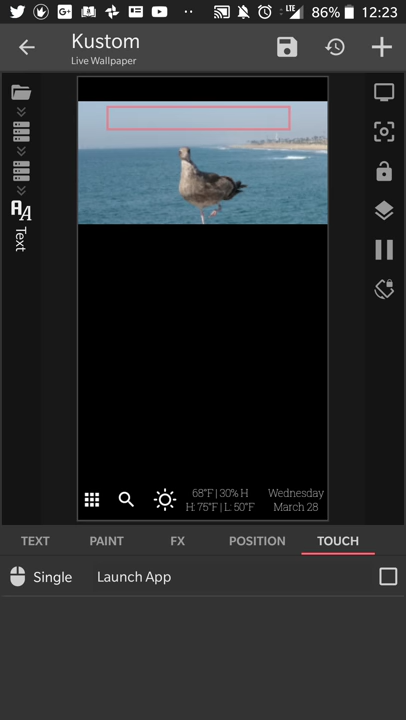 LTE 86% 12:23
Kustom
Live Wallpaper
Text
68°F | 30% H
H: 75°F | L: 50°F
Wednesday
March 28
TEXT PAINT FX POSITION TOUCH
Single Launch App